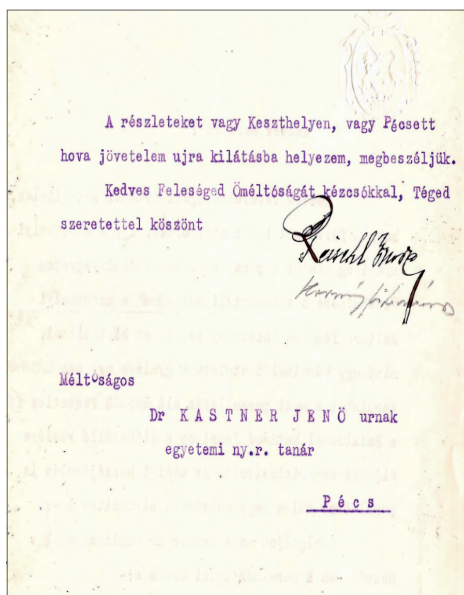 A részleteket vagy Keszthelyen, vagy Pécsett
hova jövetelem ujra kilátásba helyezem, megbeszéljük.
Kedves Feleséged Öméltóságát kézcsókkal, Téged
szeretettel köszönt
Reischl
Méltóságos
Dr KASTNER JENÖ urnak
egyetemi ny.r. tanár
Pécs